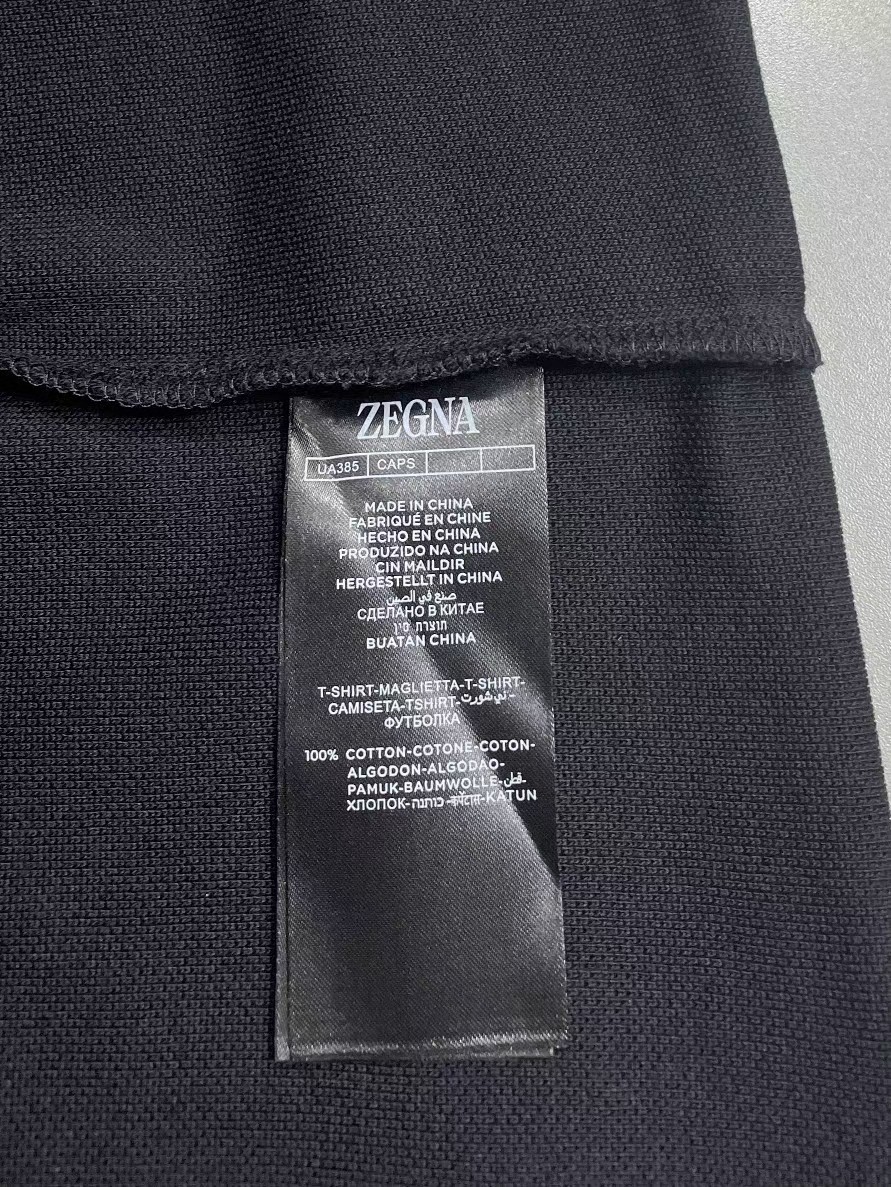 ZEGNA
UA385 CAPS
MADE IN CHINA
FABRIQUÉ EN CHINE
HECHO EN CHINA
PRODUZIDO NA CHINA
CIN MAILDIR
HERGESTELLT IN CHINA
صنع في الصين
СДЕЛАНО В КИТАЕ
תוצרת סין
BUATAN CHINA
T-SHIRT-MAGLIETTA-T-SHIRT-
CAMISETA-TSHIRT-تي شورت-
ФУТБОЛКА
100% COTTON-COTONE-COTON-
ALGODON-ALGODAO-
PAMUK-BAUMWOLLE-قطن-
ХЛОПОК-כותנה-KATUN